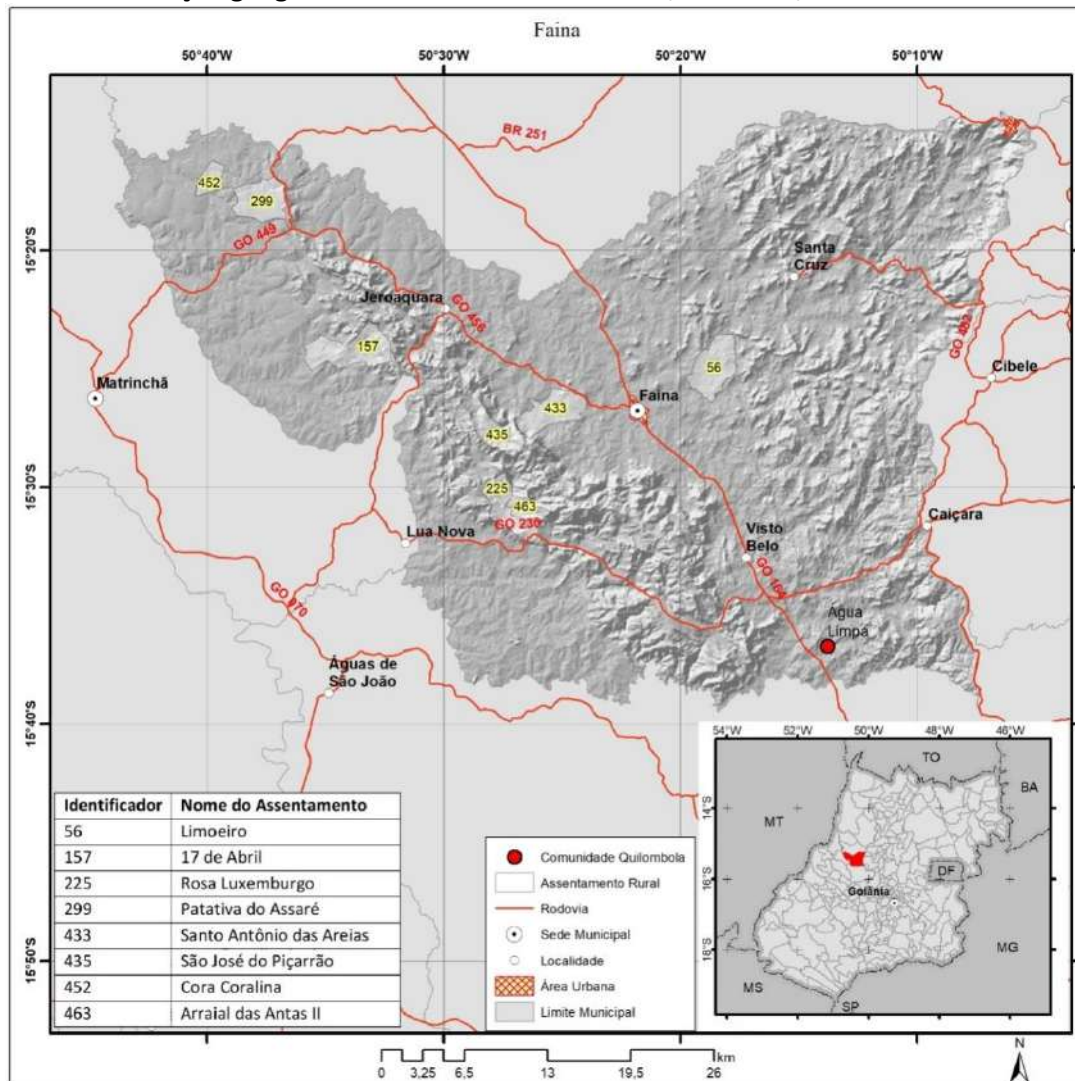 Faina
50°40'W 50°30'W 50°20'W 50°10'W
BR 251
452
299
GO 449
15°20'S
Santa
Cruz
Jeroaquara
GO 456
157
56
GO 482
Cibele
Matrinchã
433
Faina
435
15°30'S
225
463
GO 230
Lua Nova
Caiçara
Visto
Belo
GO 164
Água
Limpa
GO 070
Águas de
São João
15°40'S
15°50'S
Identificador Nome do Assentamento
56 Limoeiro
157 17 de Abril
225 Rosa Luxemburgo
299 Patativa do Assaré
433 Santo Antônio das Areias
435 São José do Piçarrão
452 Cora Coralina
463 Arraial das Antas II
Comunidade Quilombola
Assentamento Rural
Rodovia
Sede Municipal
Localidade
Área Urbana
Limite Municipal
54°W 52°W 50°W 48°W 46°W
TO
BA
MT
14°S
DF
16°S
Goiânia
18°S
MG
MS
SP
km
0 3,25 6,5 13 19,5 26
N